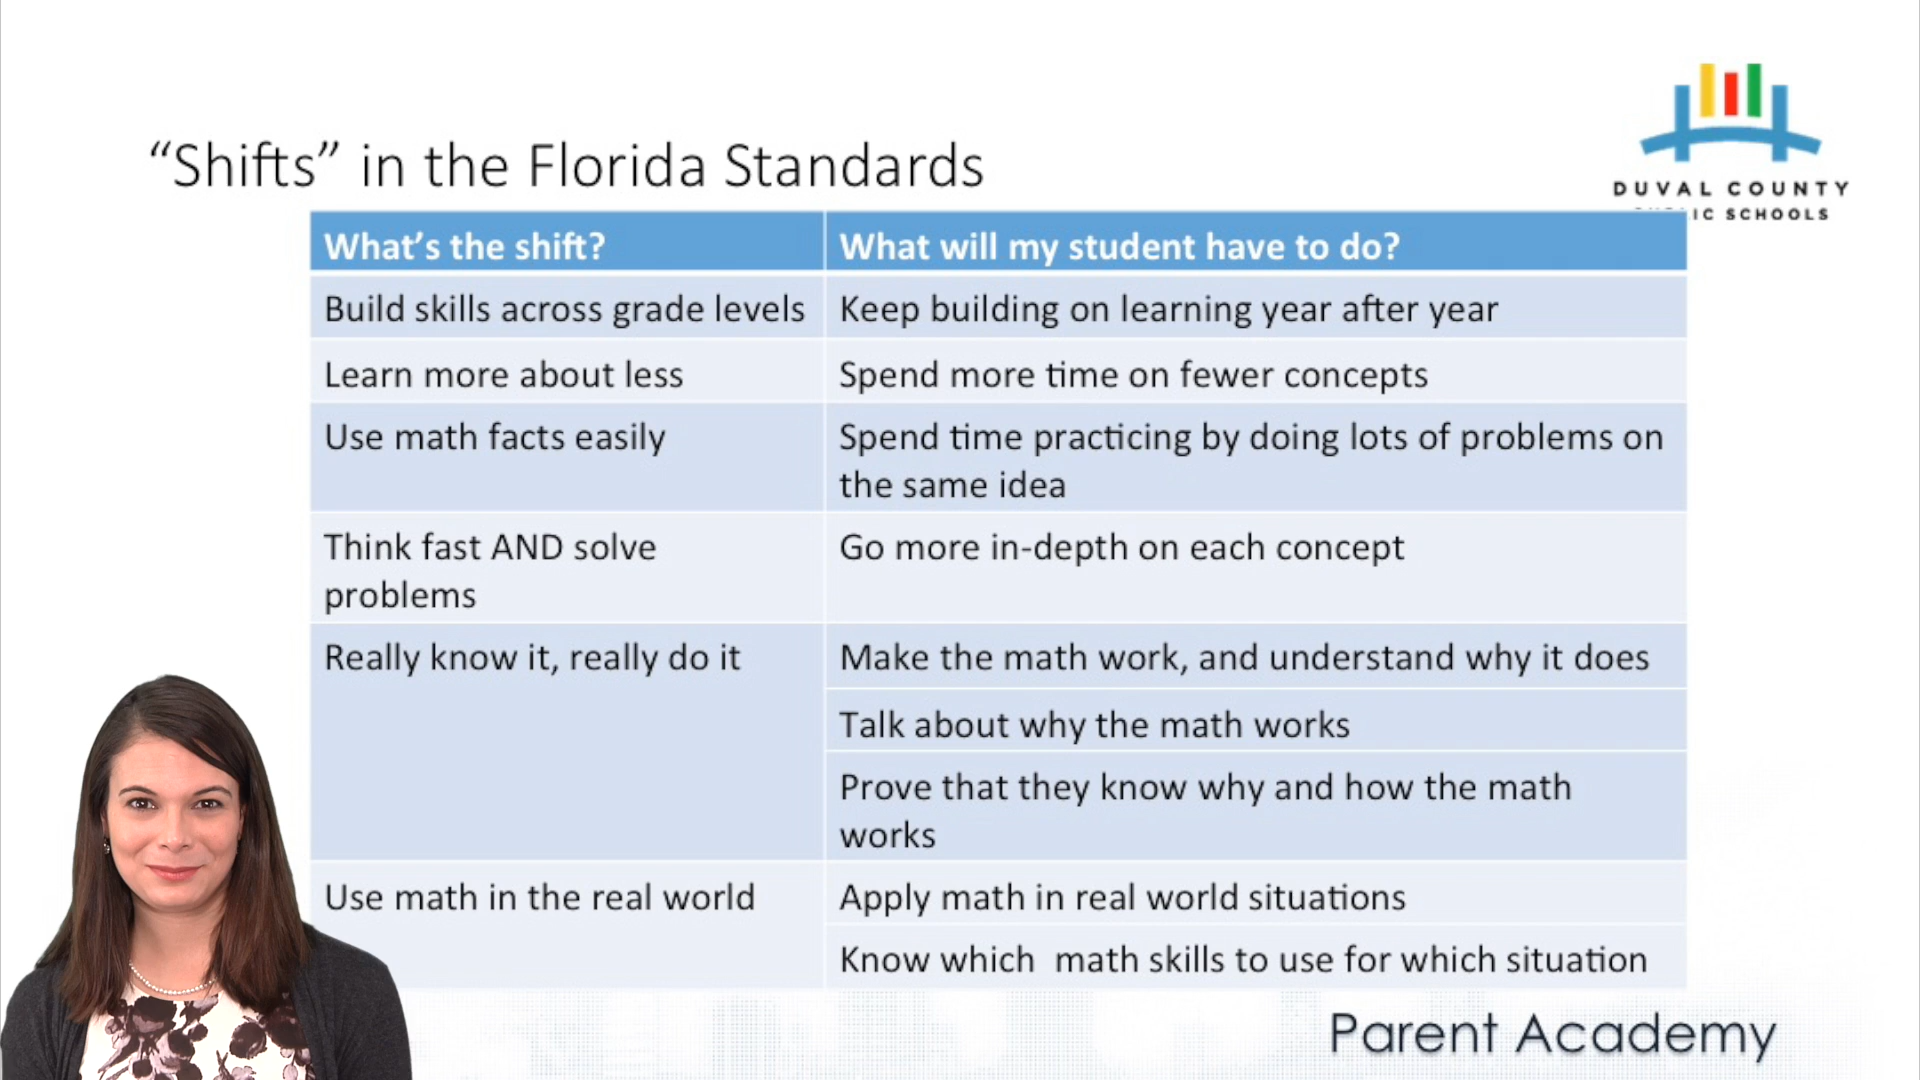 DUVAL COUNTY
IC SCHOOLS
“Shifts” in the Florida Standards
What’s the shift?
What will my student have to do?
Build skills across grade levels
Keep building on learning year after year
Learn more about less
Spend more time on fewer concepts
Use math facts easily
Spend time practicing by doing lots of problems on
the same idea
Think fast AND solve
problems
Go more in-depth on each concept
Really know it, really do it
Make the math work, and understand why it does
Talk about why the math works
Prove that they know why and how the math
works
Use math in the real world
Apply math in real world situations
Know which  math skills to use for which situation
Parent Academy